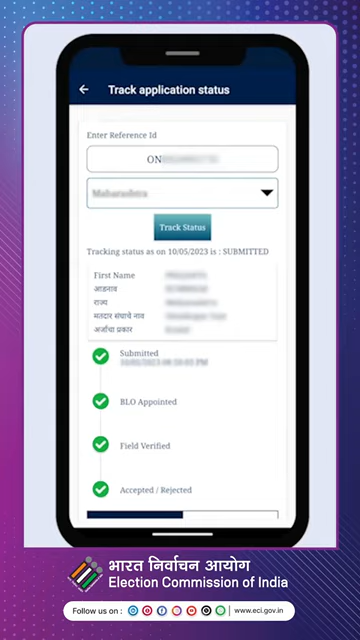 Track application status
Enter Reference Id
ON
Maharashtra
Track Status
Tracking status as on 10/05/2023 is : SUBMITTED
First Name
आडनाव
राज्य
मतदार संघाचे नाव
अर्जाचा प्रकार
Submitted
BLO Appointed
Field Verified
Accepted / Rejected
भारत निर्वाचन आयोग
Election Commission of India
Follow us on :
www.eci.gov.in